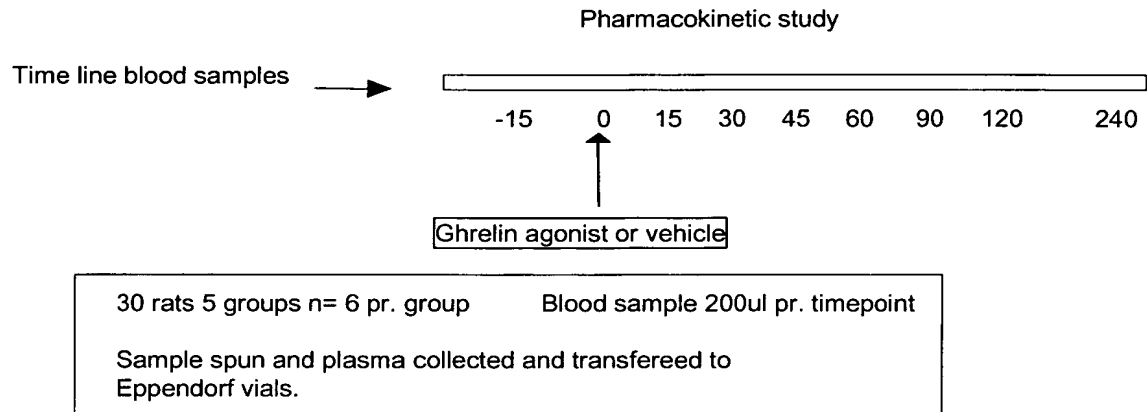 Pharmacokinetic study
Time line blood samples
-15 0 15 30 45 60 90 120 240
Ghrelin agonist or vehicle
30 rats 5 groups n= 6 pr. group Blood sample 200ul pr. timepoint
Sample spun and plasma collected and transfereed to
Eppendorf vials.